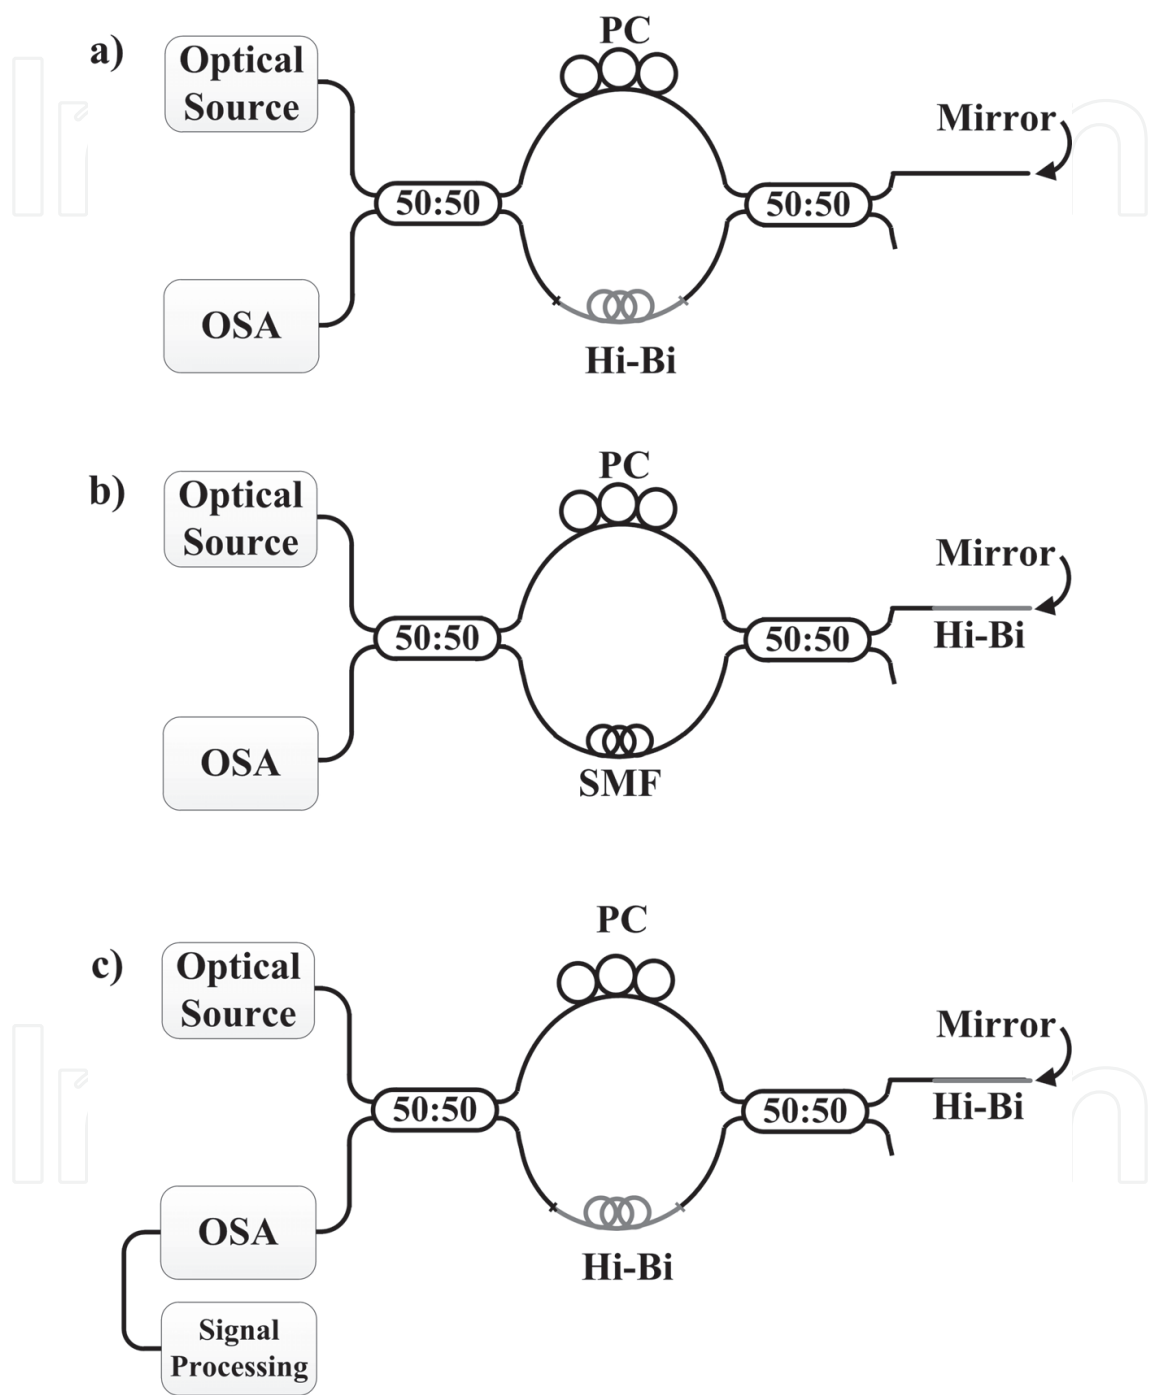 a)
Optical
Source
PC
Mirror
50:50
50:50
OSA
Hi-Bi
b)
Optical
Source
PC
Mirror
50:50
50:50
Hi-Bi
OSA
SMF
c)
Optical
Source
PC
Mirror
50:50
50:50
Hi-Bi
OSA
Hi-Bi
Signal
Processing